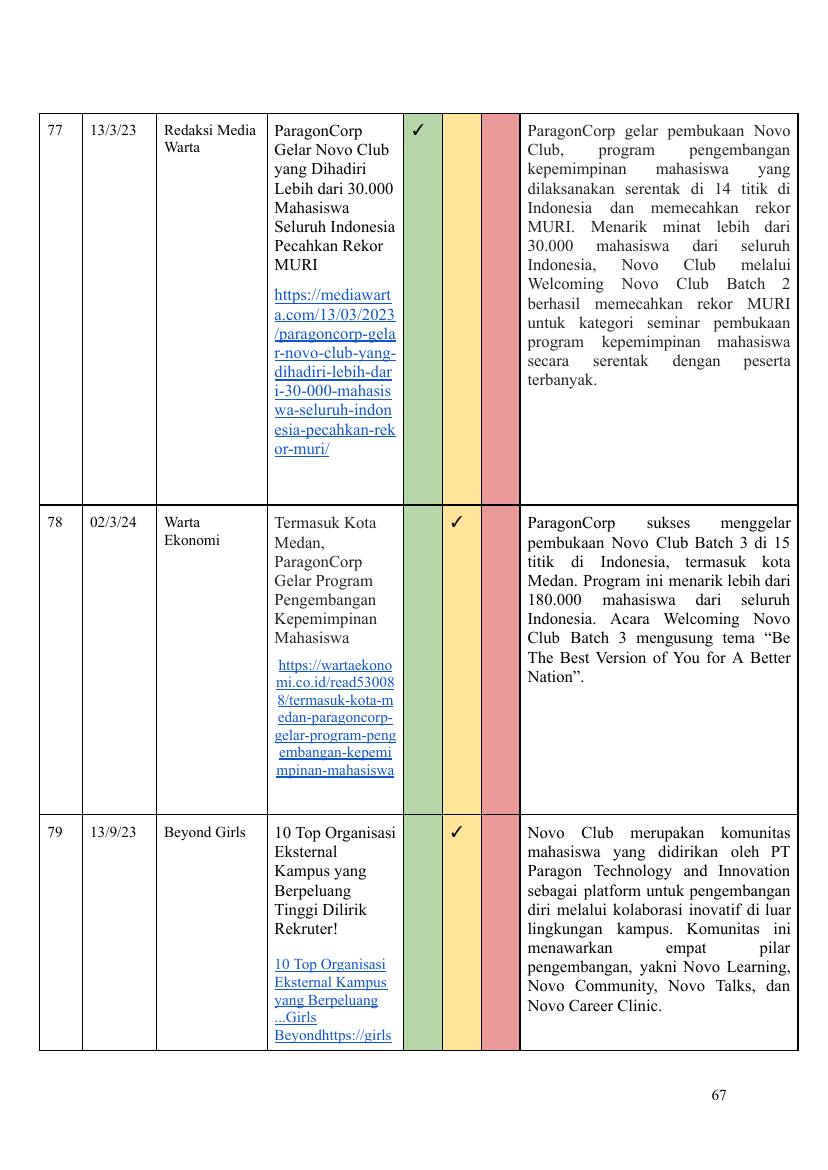 77
13/3/23
Redaksi Media
Warta
ParagonCorp
Gelar Novo Club
yang Dihadiri
Lebih dari 30.000
Mahasiswa
Seluruh Indonesia
Pecahkan Rekor
MURI
https://mediawart
a.com/13/03/2023
/paragoncorp-gela
r-novo-club-yang-
dihadiri-lebih-dar
i-30-000-mahasis
wa-seluruh-indon
esia-pecahkan-rek
or-muri/
✓
ParagonCorp gelar pembukaan Novo
Club, program pengembangan
kepemimpinan mahasiswa yang
dilaksanakan serentak di 14 titik di
Indonesia dan memecahkan rekor
MURI. Menarik minat lebih dari
30.000 mahasiswa dari seluruh
Indonesia, Novo Club melalui
Welcoming Novo Club Batch 2
berhasil memecahkan rekor MURI
untuk kategori seminar pembukaan
program kepemimpinan mahasiswa
secara serentak dengan peserta
terbanyak.
78
02/3/24
Warta
Ekonomi
Termasuk Kota
Medan,
ParagonCorp
Gelar Program
Pengembangan
Kepemimpinan
Mahasiswa
https://wartaekono
mi.co.id/read53008
8/termasuk-kota-m
edan-paragoncorp-
gelar-program-peng
embangan-kepemi
mpinan-mahasiswa
✓
ParagonCorp sukses menggelar
pembukaan Novo Club Batch 3 di 15
titik di Indonesia, termasuk kota
Medan. Program ini menarik lebih dari
180.000 mahasiswa dari seluruh
Indonesia. Acara Welcoming Novo
Club Batch 3 mengusung tema “Be
The Best Version of You for A Better
Nation”.
79
13/9/23
Beyond Girls
10 Top Organisasi
Eksternal
Kampus yang
Berpeluang
Tinggi Dilirik
Rekruter!
10 Top Organisasi
Eksternal Kampus
yang Berpeluang
...Girls
Beyondhttps://girls
✓
Novo Club merupakan komunitas
mahasiswa yang didirikan oleh PT
Paragon Technology and Innovation
sebagai platform untuk pengembangan
diri melalui kolaborasi inovatif di luar
lingkungan kampus. Komunitas ini
menawarkan empat pilar
pengembangan, yakni Novo Learning,
Novo Community, Novo Talks, dan
Novo Career Clinic.
67